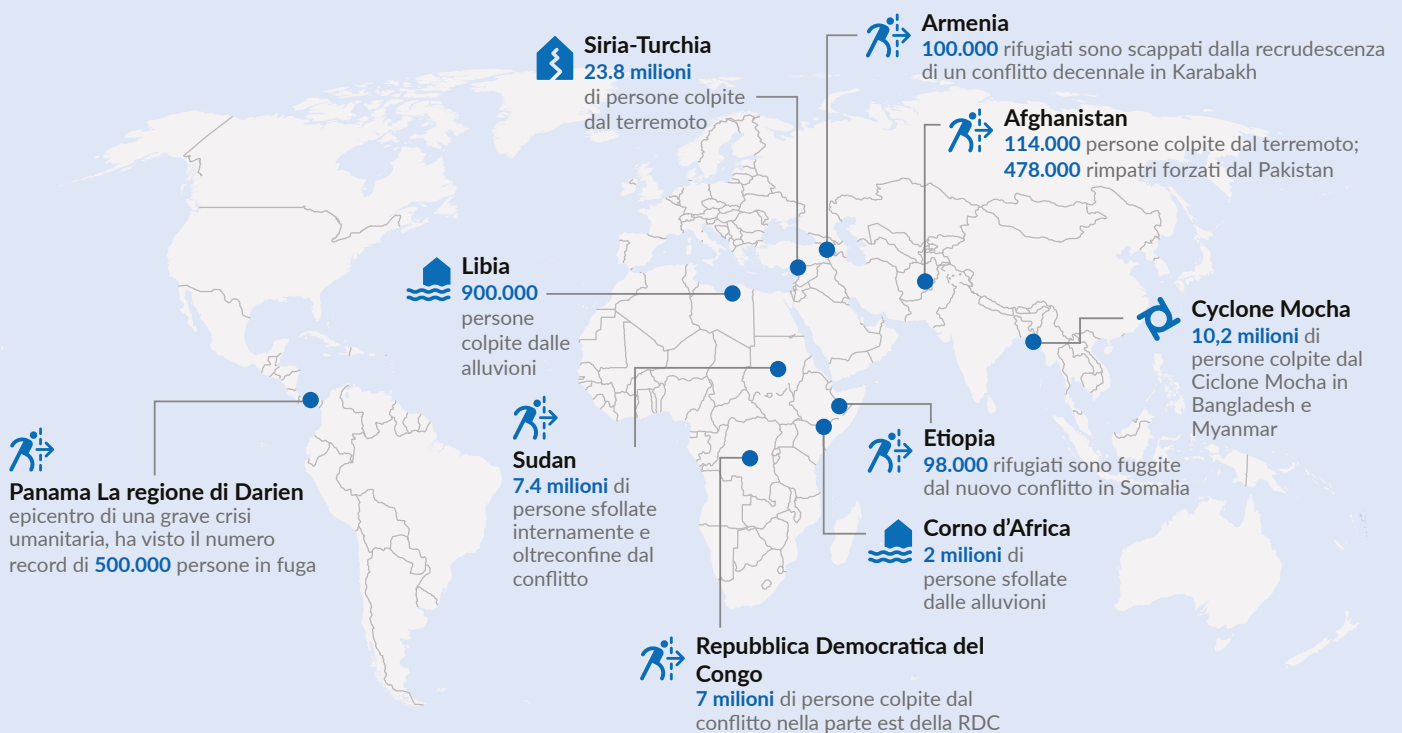 Armenia
100.000 rifugiati sono scappati dalla recrudescenza
di un conflitto decennale in Karabakh
Siria-Turchia
23.8 milioni
di persone colpite
dal terremoto
Afghanistan
114.000 persone colpite dal terremoto;
478.000 rimpatri forzati dal Pakistan
Libia
900.000
persone
colpite dalle
alluvioni
Cyclone Mocha
10,2 milioni di
persone colpite dal
Ciclone Mocha in
Bangladesh e
Myanmar
Panama La regione di Darien
epicentro di una grave crisi
umanitaria, ha visto il numero
record di 500.000 persone in fuga
Sudan
7.4 milioni di
persone sfollate
internamente e
oltreconfine dal
conflitto
Etiopia
98.000 rifugiati sono fuggite
dal nuovo conflitto in Somalia
Corno d'Africa
2 milioni di
persone sfollate
dalle alluvioni
Repubblica Democratica del
Congo
7 milioni di persone colpite dal
conflitto nella parte est della RDC